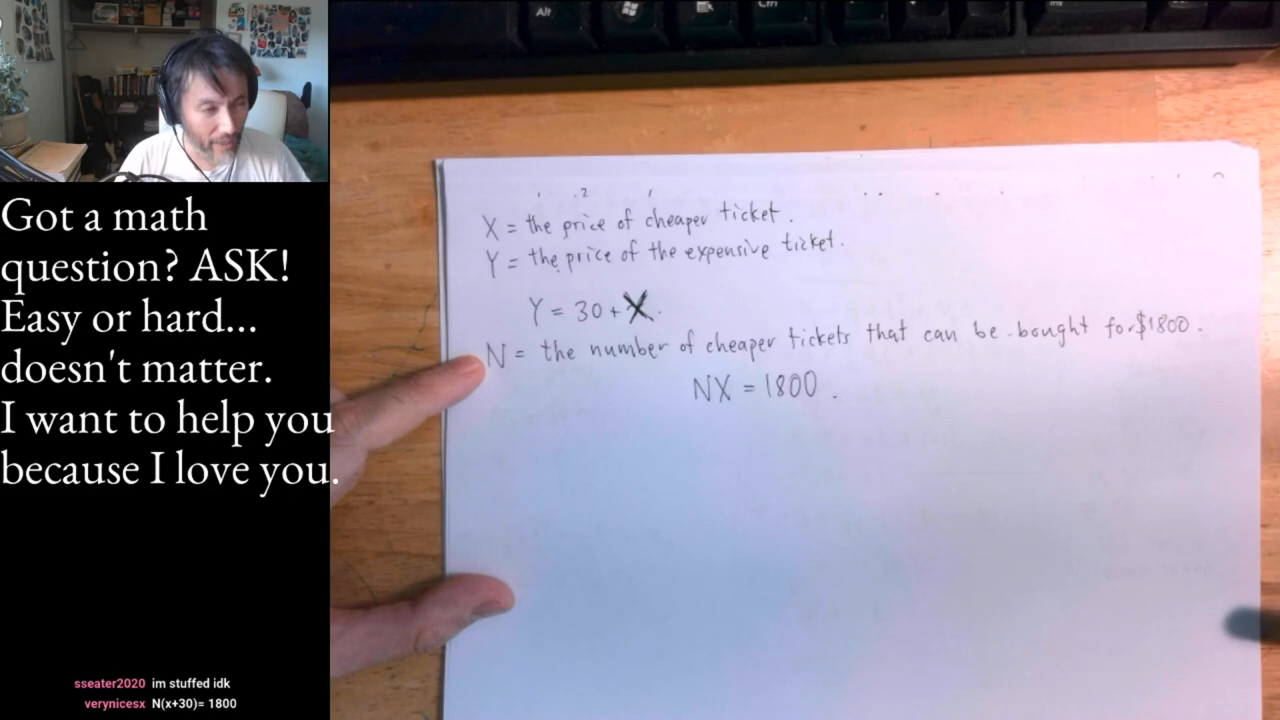 Alt
Ctrl
Got a math
question? ASK!
Easy or hard...
doesn't matter.
I want to help you
because I love you.
X = the price of cheaper ticket.
Y = the price of the expensive ticket.
Y = 30 + X.
N = the number of cheaper tickets that can be bought for $1800.
NX = 1800.
sseater2020 im stuffed idk
verynicesx N(x+30)= 1800